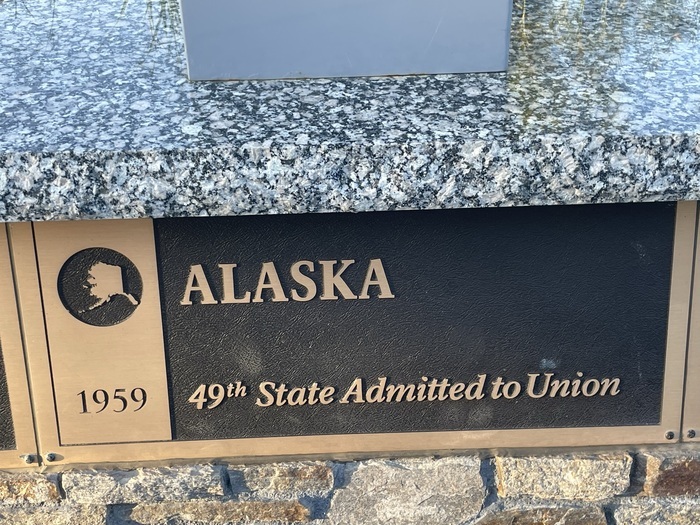 ALASKA
1959
49th State Admitted to Union